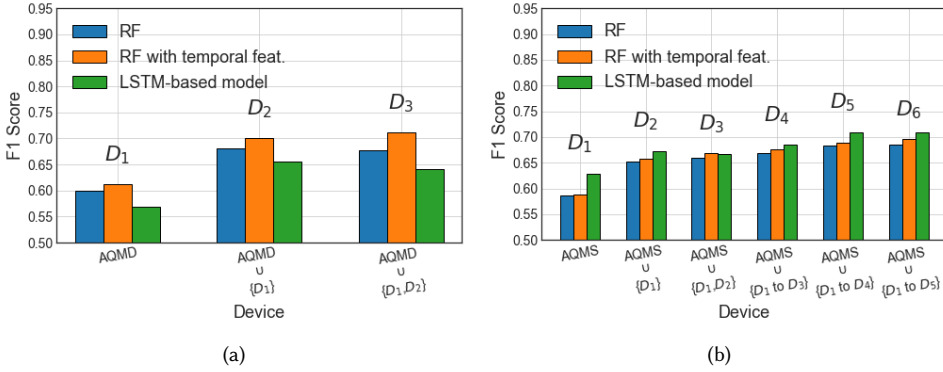 0.95
0.90
0.85
0.80
0.75
0.70
0.65
0.60
0.55
0.50
F1 Score
RF
RF with temporal feat.
LSTM-based model
D1
D2
D3
AQMD
AQMD
∪
{D1}
AQMD
∪
{D1,D2}
Device
(a)
0.95
0.90
0.85
0.80
0.75
0.70
0.65
0.60
0.55
0.50
F1 Score
RF
RF with temporal feat.
LSTM-based model
D1
D2
D3
D4
D5
D6
AQMS
AQMS
∪
{D1}
AQMS
∪
{D1,D2}
AQMS
∪
{D1 to D3}
AQMS
∪
{D1 to D4}
AQMS
∪
{D1 to D5}
Device
(b)